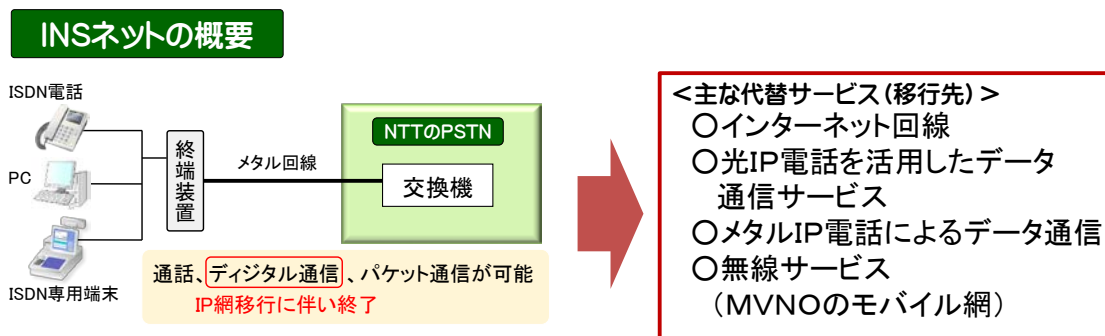 INSネットの概要
ISDN電話
PC
ISDN専用端末
終端装置
メタル回線
NTTのPSTN
交換機
通話、ディジタル通信、パケット通信が可能
IP網移行に伴い終了
＜主な代替サービス(移行先)＞
○インターネット回線
○光IP電話を活用したデータ
通信サービス
○メタルIP電話によるデータ通信
○無線サービス
（MVNOのモバイル網）